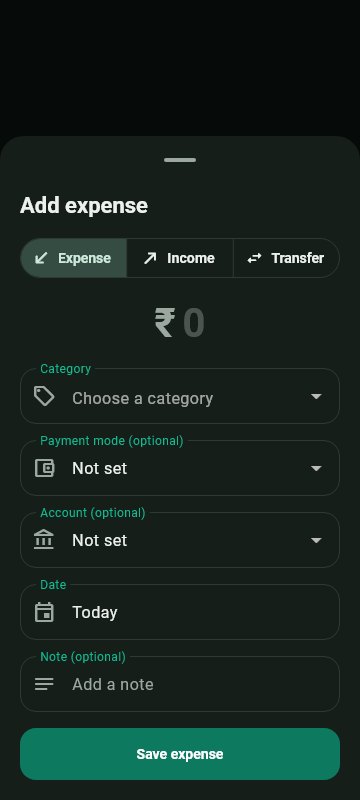 Add expense
Expense
Income
Transfer
₹ 0
Category
Choose a category
Payment mode (optional)
Not set
Account (optional)
Not set
Date
Today
Note (optional)
Add a note
Save expense